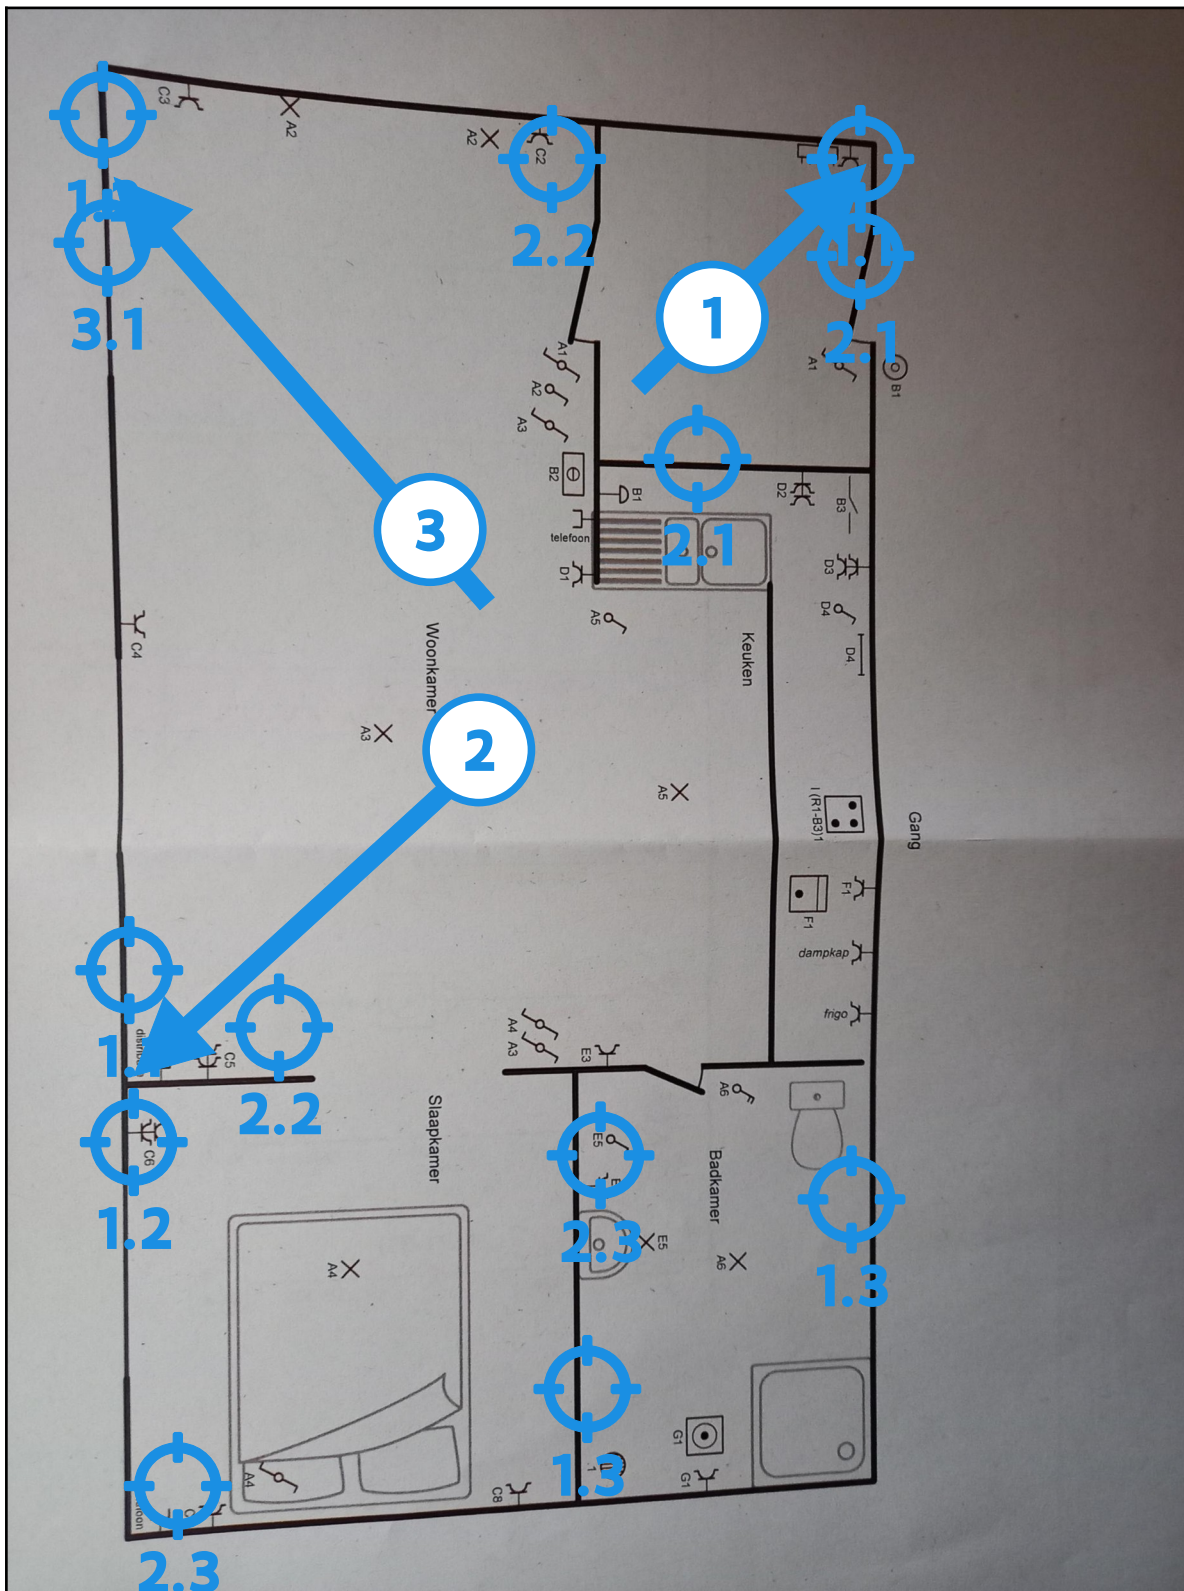 C3
A2
A2
C2
1.1
2.2
3.1
1
2.1
A1
A1
B1
A2
A3
B2
B1
D2
B3
2.1
telefoon
D1
D3
3
A5
D4
D4
C4
Woonkamer
Keuken
A3
2
A5
I (R1-B3)1
Gang
F1
F1
dampkap
frigo
A4
A3
E3
C5
A6
2.2
Slaapkamer
C6
E5
Badkamer
1.2
2.3
E5
A6
1.3
A4
G1
1.3
G1
A4
C8
2.3